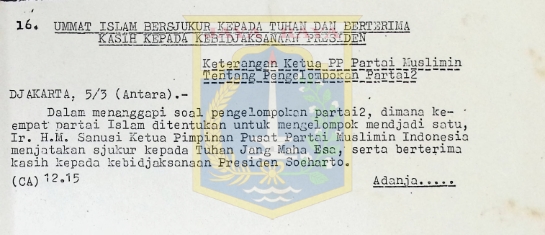 16. UMMAT ISLAM BERSJUKUR KEPADA TUHAN DAN BERTERIMA
KASIH KEPADA KEBIDJAKSANAAN PRESIDEN
Keterangan Ketua PP Partai Muslimin
Tentang Pengelompokan Partai2
DJAKARTA, 5/3 (Antara).-
Dalam menanggapi soal pengelompokan partai2, dimana ke-
empat partai Islam ditentukan untuk mengelompok mendjadi satu,
Ir. H.M. Sanusi Ketua Pimpinan Pusat Partai Muslimin Indonesia
menjatakan sjukur kepada Tuhan Jang Maha Esa, serta berterima
kasih kepada kebidjaksanaan Presiden Soeharto.
(CA) 12.15
Adanja.....